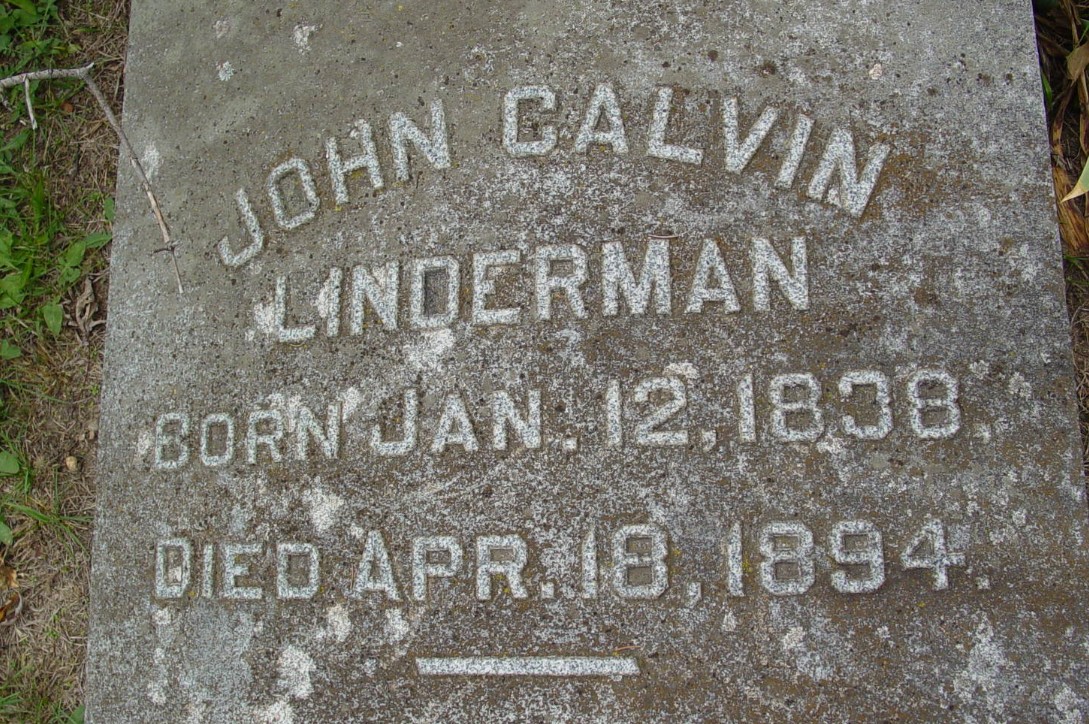 JOHN CALVIN
LINDERMAN
BORN JAN. 12, 1838,
DIED APR. 18, 1894.